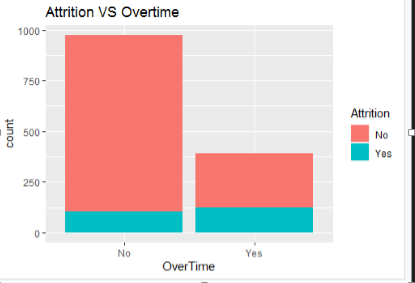 Attrition VS Overtime
1000
750
500
250
0
count
No
Yes
OverTime
Attrition
No
Yes